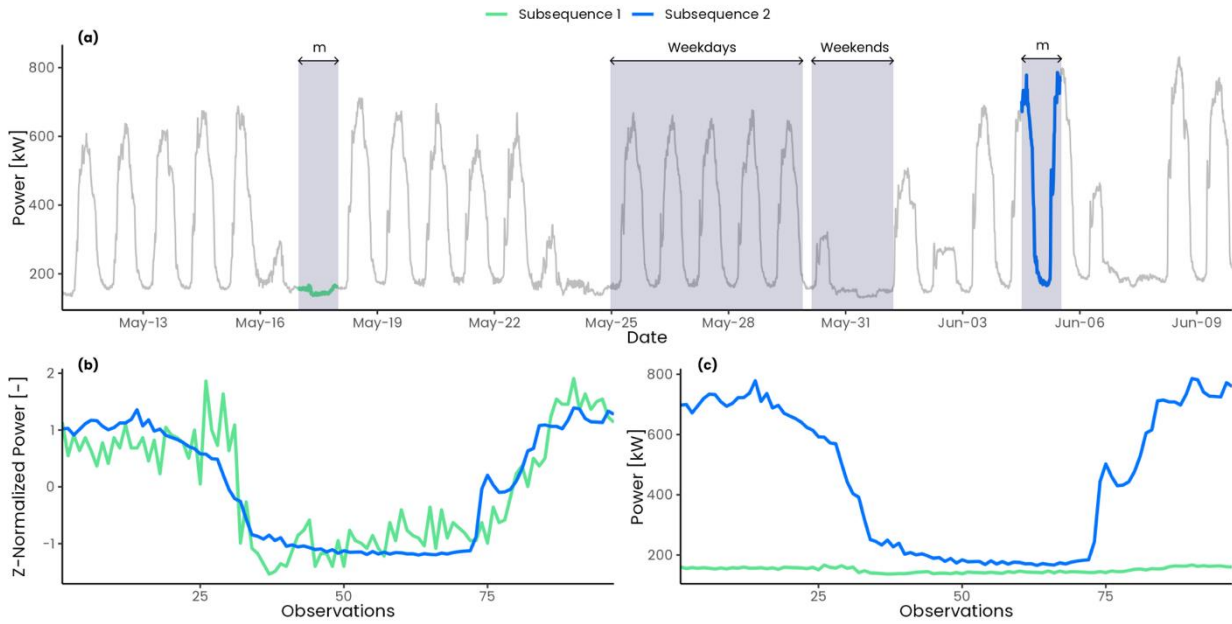 Subsequence 1 Subsequence 2
(a)
m Weekdays Weekends m
Power [kW]
800
600
400
200
May-13 May-16 May-19 May-22 May-25 May-28 May-31 Jun-03 Jun-06 Jun-09
Date
(b)
Z-Normalized Power [-]
2
1
0
-1
25 50 75
Observations
(c)
Power [kW]
800
600
400
200
25 50 75
Observations